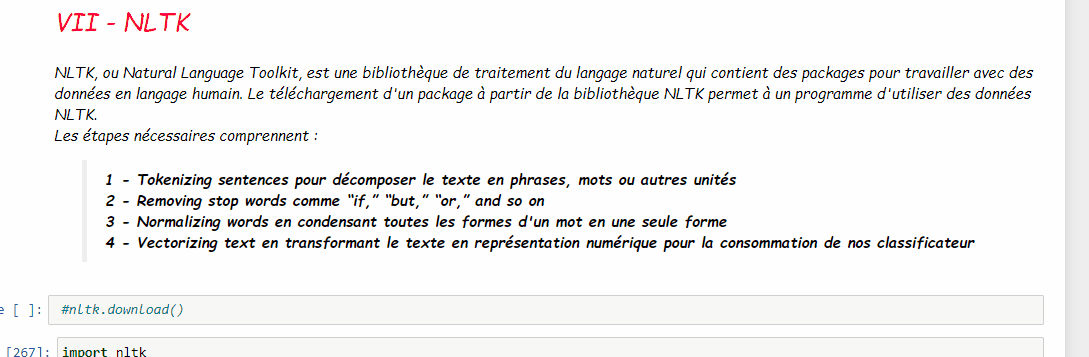 VII - NLTK
NLTK, ou Natural Language Toolkit, est une bibliothèque de traitement du langage naturel qui contient des packages pour travailler avec des
données en langage humain. Le téléchargement d'un package à partir de la bibliothèque NLTK permet à un programme d'utiliser des données
NLTK.
Les étapes nécessaires comprennent :
1 - Tokenizing sentences pour décomposer le texte en phrases, mots ou autres unités
2 - Removing stop words comme “if,” “but,” “or,” and so on
3 - Normalizing words en condensant toutes les formes d'un mot en une seule forme
4 - Vectorizing text en transformant le texte en représentation numérique pour la consommation de nos classificateur
e [ ]: #nltk.download()
[267]: import nltk